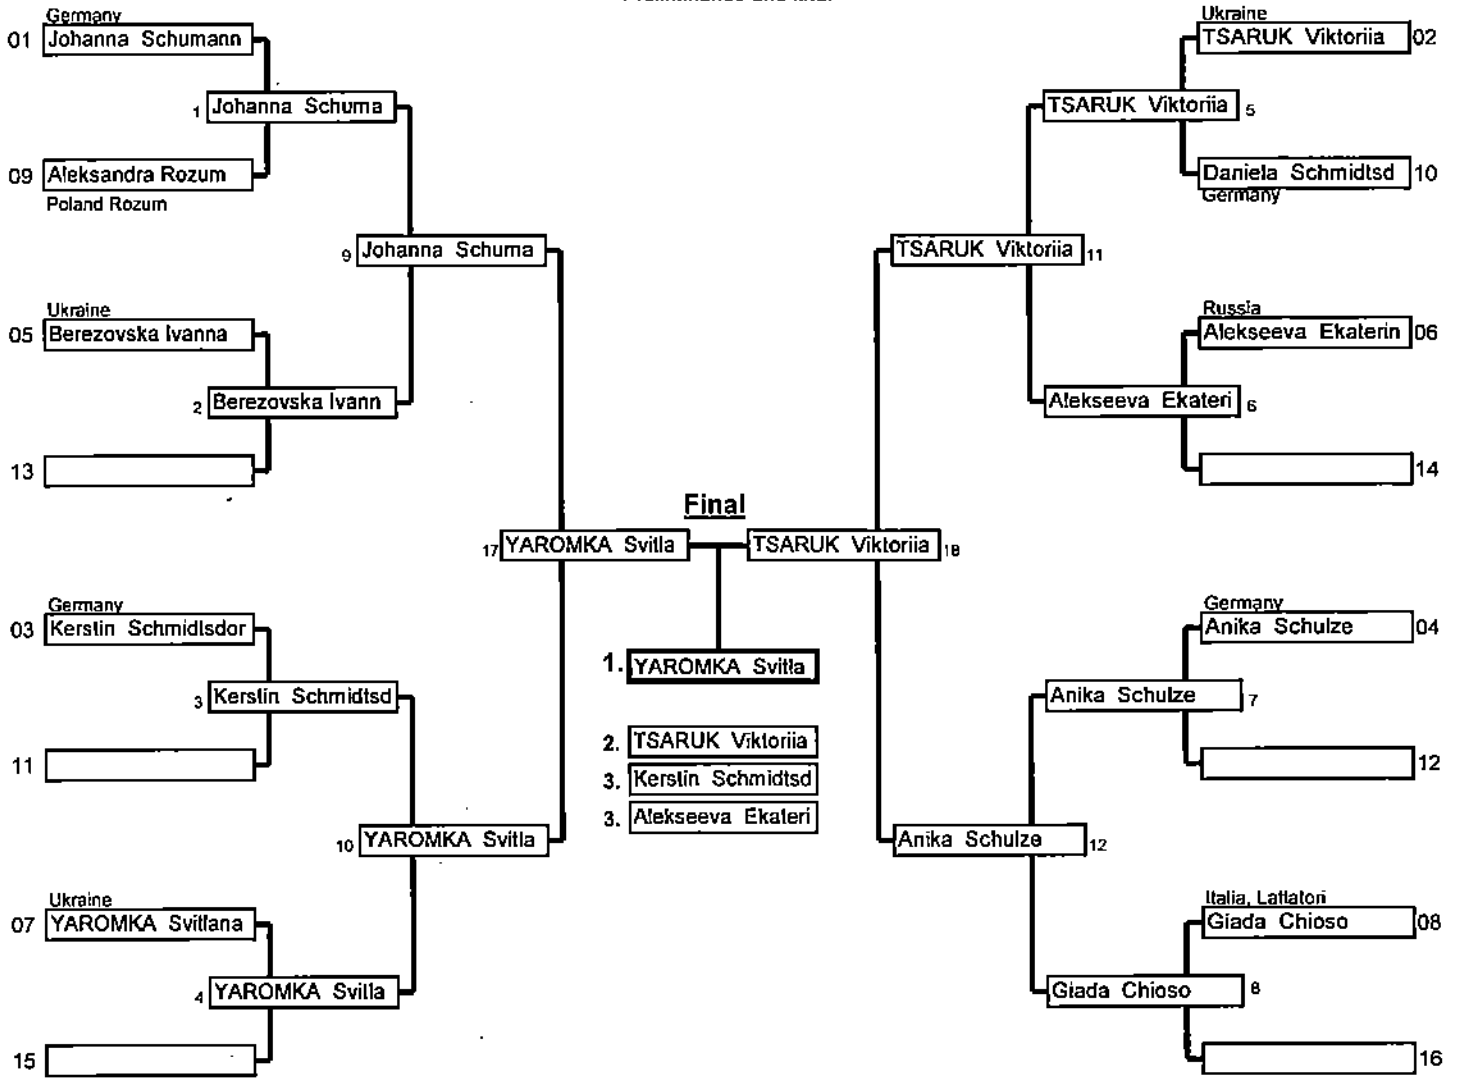 Germany
01 Johanna Schumann
1 Johanna Schuma
09 Aleksandra Rozum
Poland Rozum
9 Johanna Schuma
Ukraine
05 Berezovska Ivanna
2 Berezovska Ivann
13
17 YAROMKA Svitla
Germany
03 Kerstin Schmidtsdor
3 Kerstin Schmidtsd
11
10 YAROMKA Svitla
Ukraine
07 YAROMKA Svitlana
4 YAROMKA Svitla
15
Final
1. YAROMKA Svitla
2. TSARUK Viktoriia
3. Kerstin Schmidtsd
3. Alekseeva Ekateri
Ukraine
TSARUK Viktoriia 02
TSARUK Viktoriia 5
Daniela Schmidtsd 10
Germany
TSARUK Viktoriia 11
Russia
Alekseeva Ekaterin 06
Alekseeva Ekateri 6
14
TSARUK Viktoriia 18
Germany
Anika Schulze 04
Anika Schulze 7
12
Anika Schulze 12
Italia, Lattatori
Giada Chioso 08
Giada Chioso 8
16